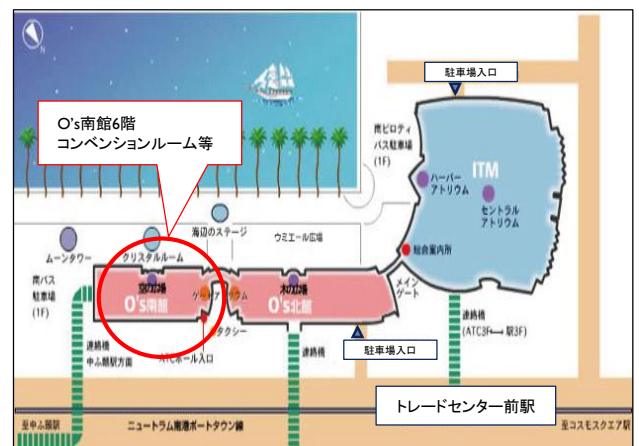 N
駐車場入口
O's南館6階
コンベンションルーム等
南ピロティ
バス駐車場
(1F)
ITM
ハーバー
アトリウム
セントラル
アトリウム
海辺のステージ
ウミエール広場
総合案内所
ムーンタワー
クリスタルルーム
メイン
ゲート
南バス
駐車場
(1F)
O's南館
O's北館
タクシー
ATCホール入口
連絡橋
中ふ頭駅方面
連絡橋
駐車場入口
連絡橋
(ATC3F⟷駅3F)
トレードセンター前駅
至中ふ頭駅
ニュートラム南港ポートタウン線
至コスモスクエア駅